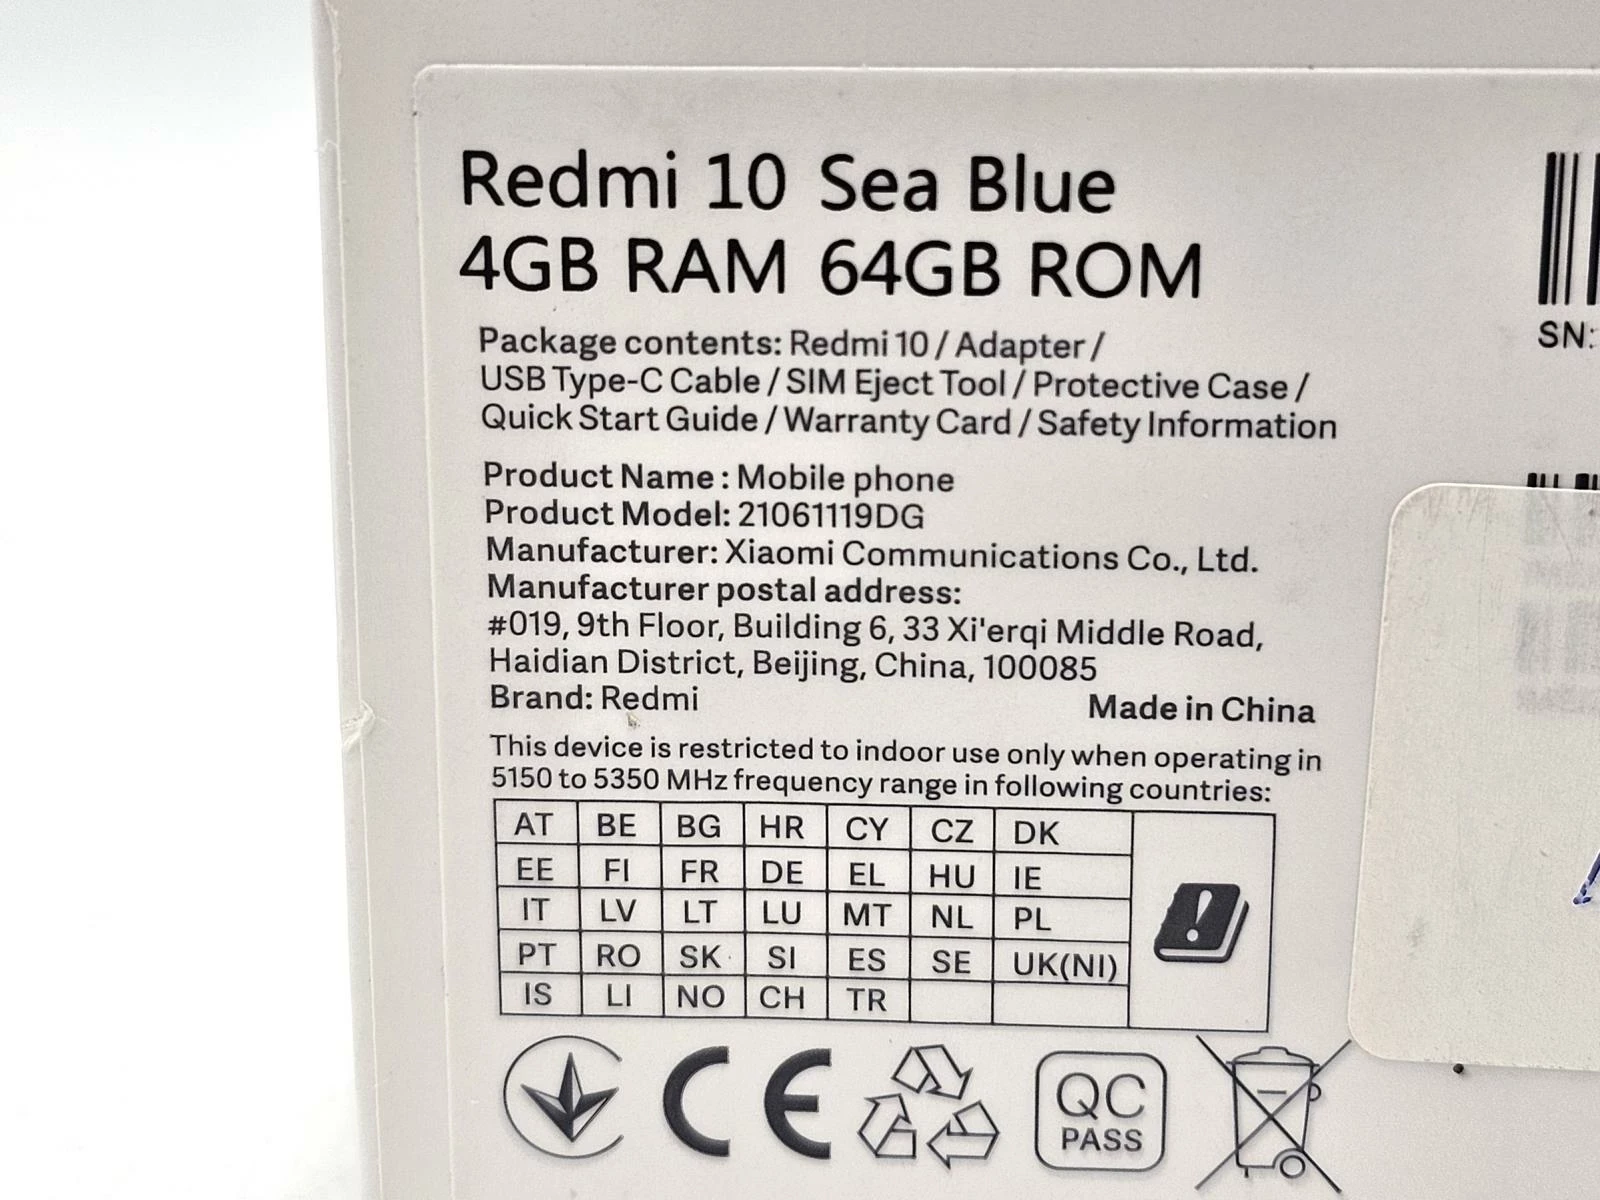 Redmi 10 Sea Blue
4GB RAM 64GB ROM
Package contents: Redmi 10 / Adapter /
USB Type-C Cable / SIM Eject Tool / Protective Case /
Quick Start Guide / Warranty Card / Safety Information
Product Name : Mobile phone
Product Model: 21061119DG
Manufacturer: Xiaomi Communications Co., Ltd.
Manufacturer postal address:
#019, 9th Floor, Building 6, 33 Xi'erqi Middle Road,
Haidian District, Beijing, China, 100085
Brand: Redmi
Made in China
This device is restricted to indoor use only when operating in
5150 to 5350 MHz frequency range in following countries:
AT BE BG HR CY CZ DK
EE FI FR DE EL HU IE
IT LV LT LU MT NL PL
PT RO SK SI ES SE UK(NI)
IS LI NO CH TR
CE
QC
PASS
SN: